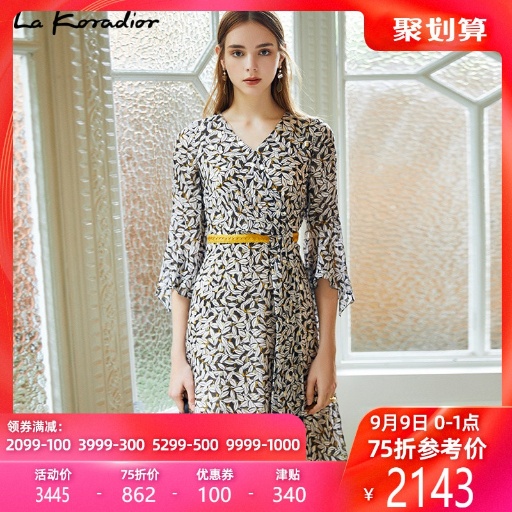 La Koradior
聚划算
领券满减:
2099-100 3999-300 5299-500 9999-1000
活动价 75折价 优惠券 津贴
3445 - 862 - 100 - 340
9月9日 0-1点
75折参考价
¥2143